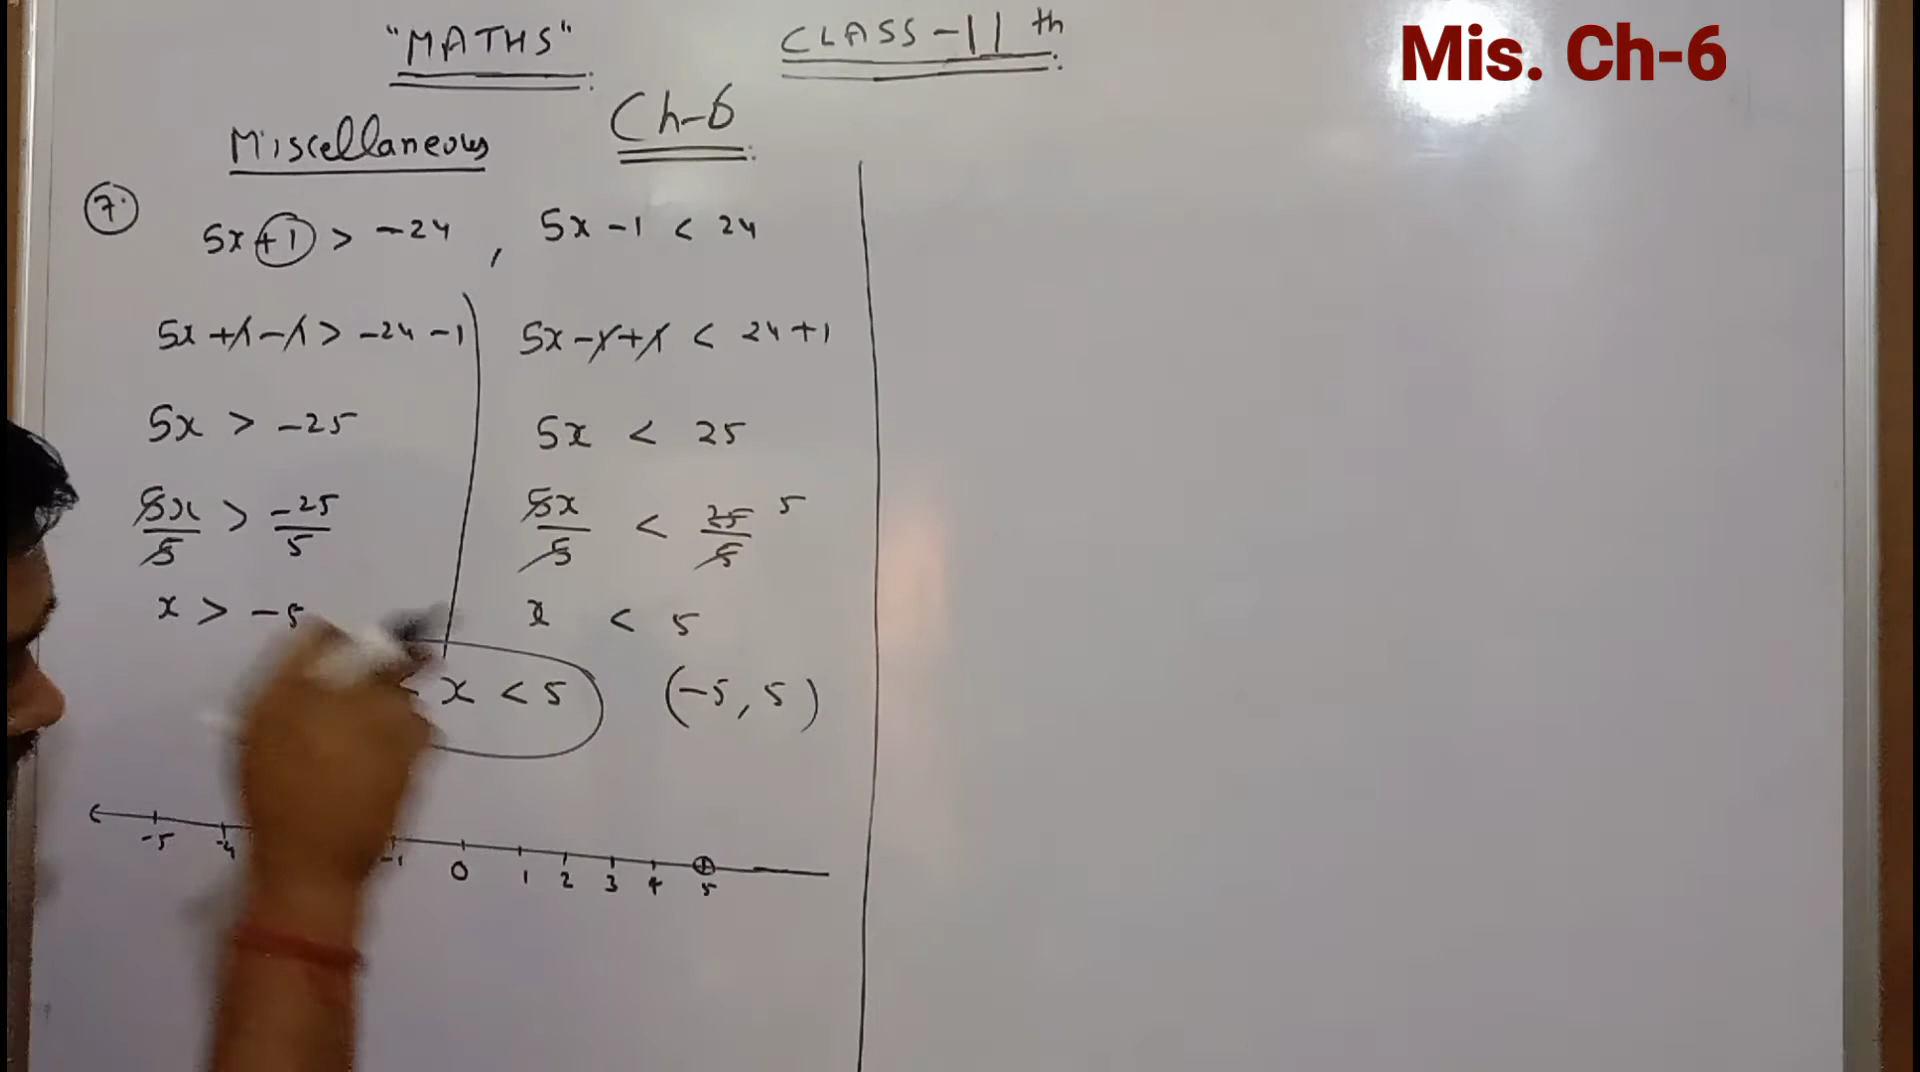 "MATHS" CLASS-11th
Mis. Ch-6
Miscellaneous Ch-6
7. 5x+1 > -24 , 5x-1 < 24
5x+1-1 > -24-1 5x-1+1 < 24+1
5x > -25 5x < 25
5x/5 > -25/5 5x/5 < 25/5 5
x > -5 x < 5
x < 5 (-5, 5)
-5 -4 -1 0 1 2 3 4 5